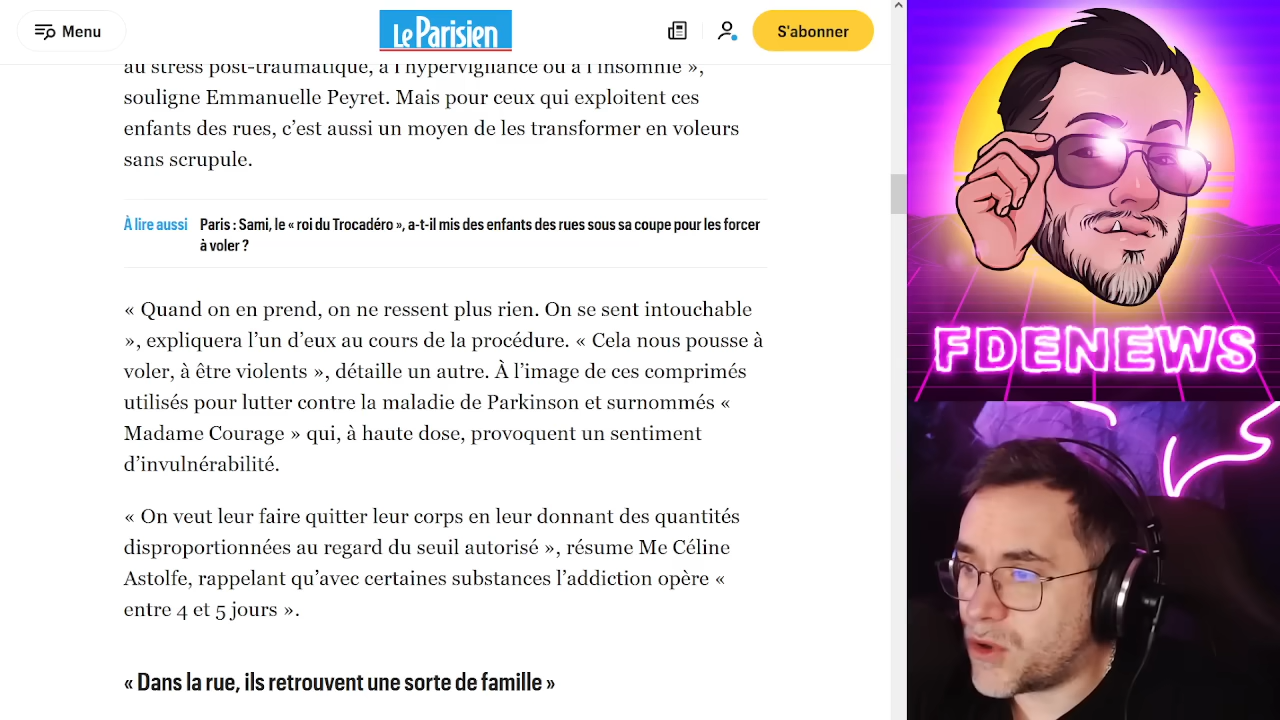 Menu
Le Parisien
S'abonner
au stress post-traumatique, à l'hypervigilance ou à l'insomnie »,
souligne Emmanuelle Peyret. Mais pour ceux qui exploitent ces
enfants des rues, c’est aussi un moyen de les transformer en voleurs
sans scrupule.
À lire aussi Paris : Sami, le « roi du Trocadéro », a-t-il mis des enfants des rues sous sa coupe pour les forcer
à voler ?
« Quand on en prend, on ne ressent plus rien. On se sent intouchable
», expliquera l’un d’eux au cours de la procédure. « Cela nous pousse à
voler, à être violents », détaille un autre. À l’image de ces comprimés
utilisés pour lutter contre la maladie de Parkinson et surnommés «
Madame Courage » qui, à haute dose, provoquent un sentiment
d’invulnérabilité.
« On veut leur faire quitter leur corps en leur donnant des quantités
disproportionnées au regard du seuil autorisé », résume Me Céline
Astolfe, rappelant qu’avec certaines substances l’addiction opère «
entre 4 et 5 jours ».
« Dans la rue, ils retrouvent une sorte de famille »
FDENEWS